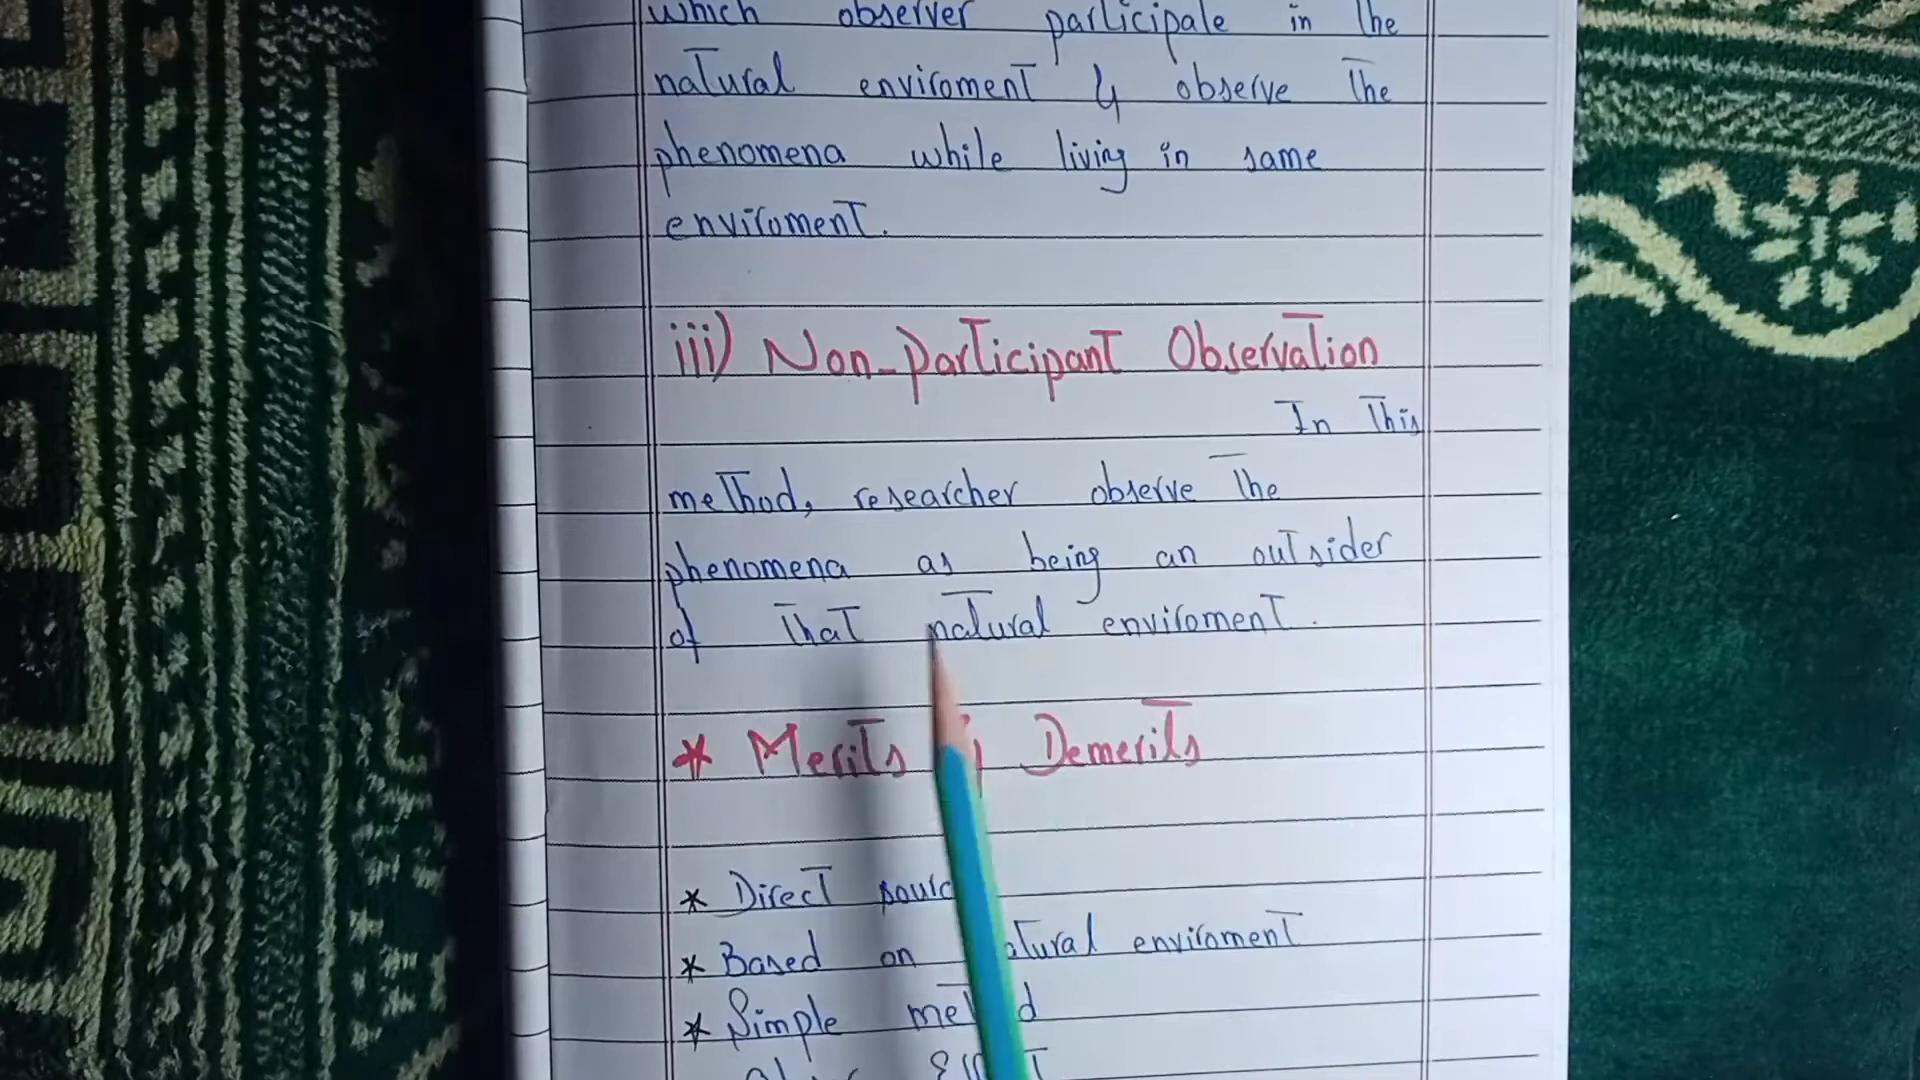 which observer participate in the
natural enviroment & observe the
phenomena while living in same
enviroment.
iii) Non-Participant Observation
In This
method, researcher observe the
phenomena as being an outsider
of that natural enviroment.
* Merits & Demerits
* Direct
* Based on natural enviroment
* Simple method